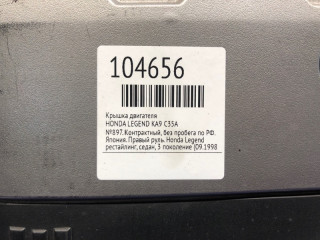 104656
Крышка двигателя
HONDA LEGEND KA9 C35A
№897. Контрактный, без пробега по РФ.
Япония. Правый руль. Honda Legend
рестайлинг, седан, 3 поколение (09.1998